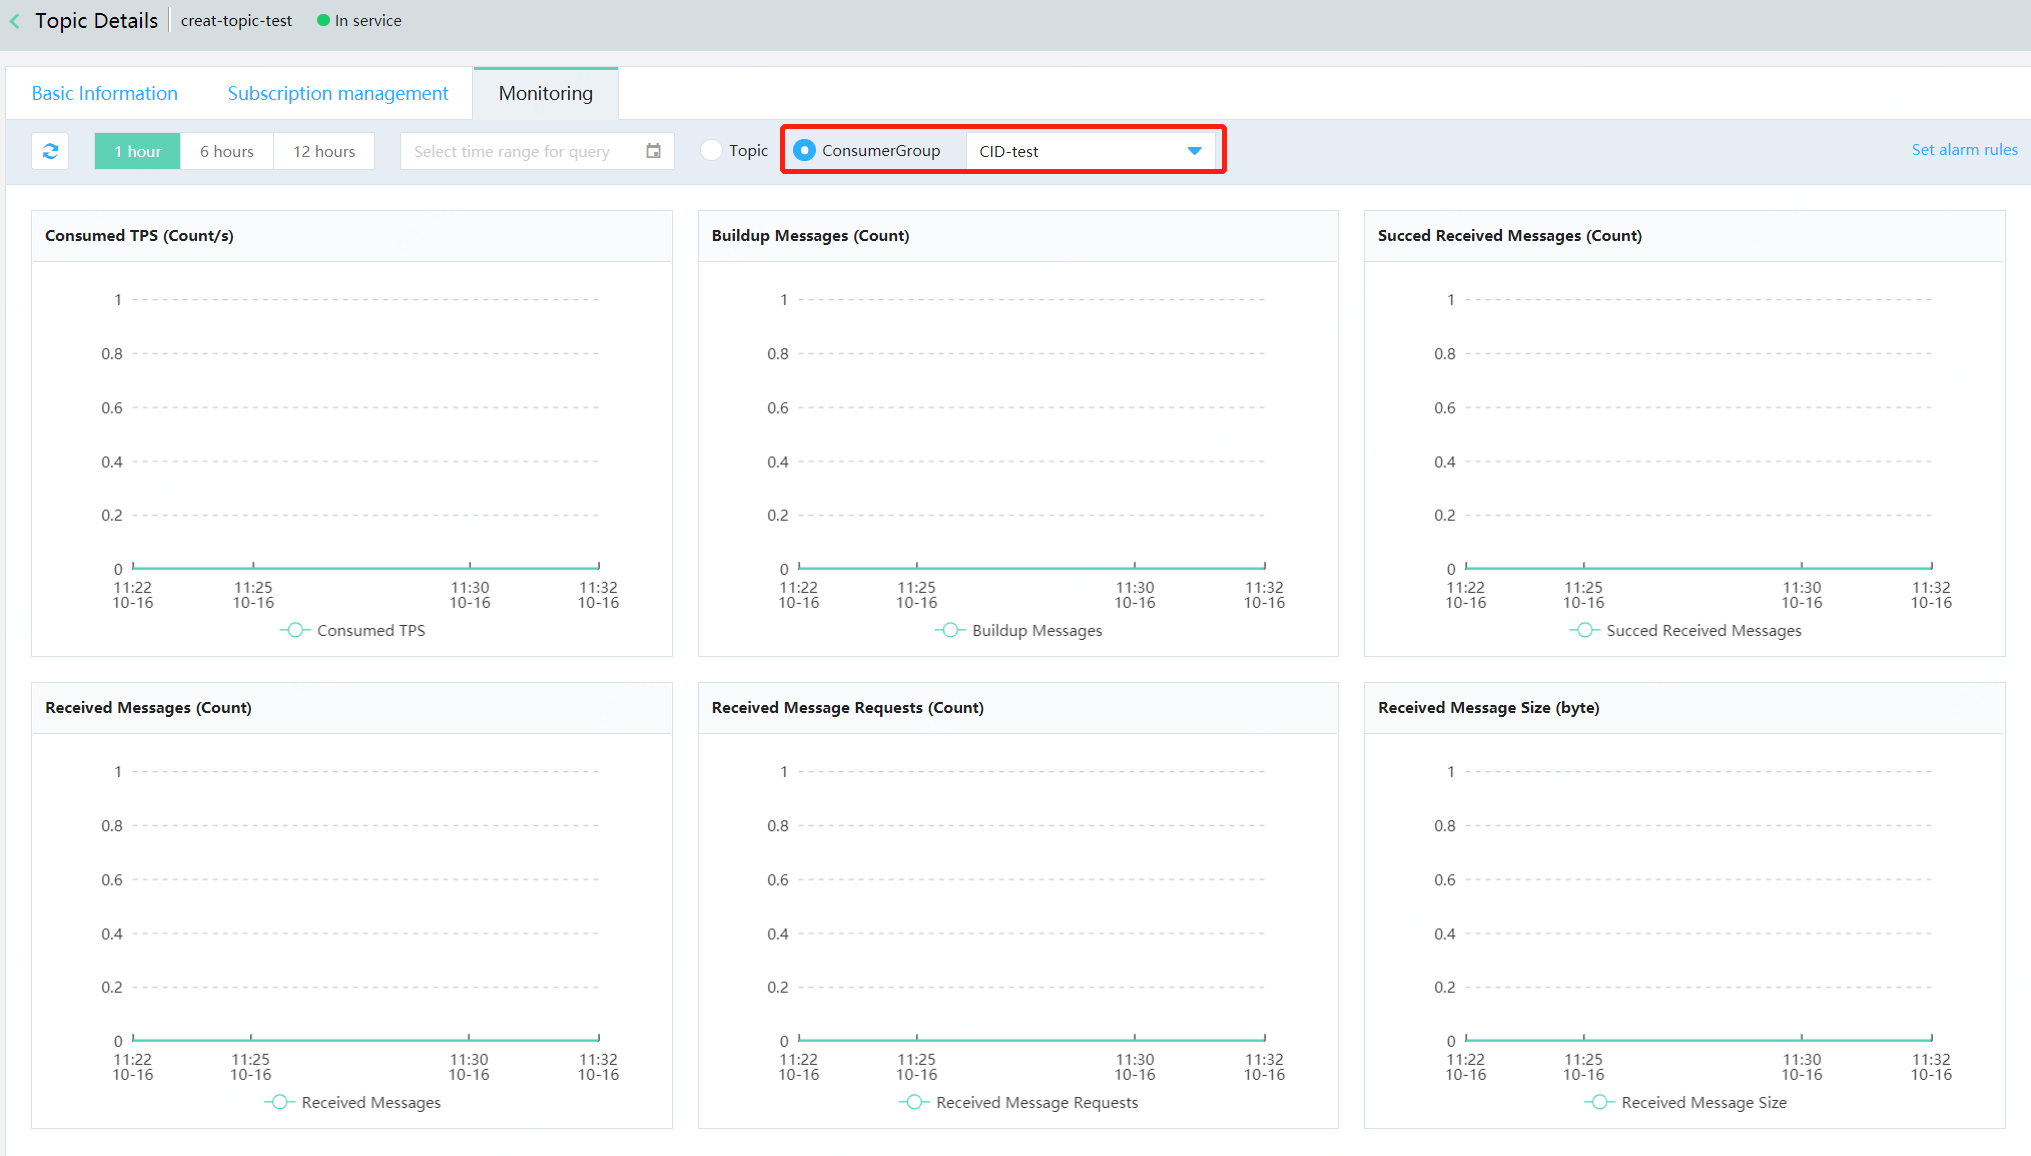 Topic Details creat-topic-test In service
Basic Information Subscription management Monitoring
1 hour 6 hours 12 hours Select time range for query Topic ConsumerGroup CID-test Set alarm rules
Consumed TPS (Count/s)
1
0.8
0.6
0.4
0.2
0
11:22 11:25 11:30 11:32
10-16 10-16 10-16 10-16
Consumed TPS
Buildup Messages (Count)
1
0.8
0.6
0.4
0.2
0
11:22 11:25 11:30 11:32
10-16 10-16 10-16 10-16
Buildup Messages
Succed Received Messages (Count)
1
0.8
0.6
0.4
0.2
0
11:22 11:25 11:30 11:32
10-16 10-16 10-16 10-16
Succed Received Messages
Received Messages (Count)
1
0.8
0.6
0.4
0.2
0
11:22 11:25 11:30 11:32
10-16 10-16 10-16 10-16
Received Messages
Received Message Requests (Count)
1
0.8
0.6
0.4
0.2
0
11:22 11:25 11:30 11:32
10-16 10-16 10-16 10-16
Received Message Requests
Received Message Size (byte)
1
0.8
0.6
0.4
0.2
0
11:22 11:25 11:30 11:32
10-16 10-16 10-16 10-16
Received Message Size